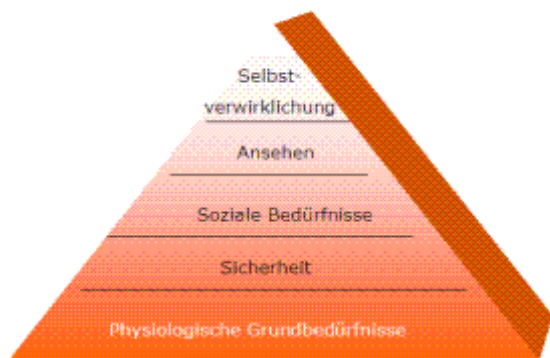 Selbst-
verwirklichung
Ansehen
Soziale Bedürfnisse
Sicherheit
Physiologische Grundbedürfnisse